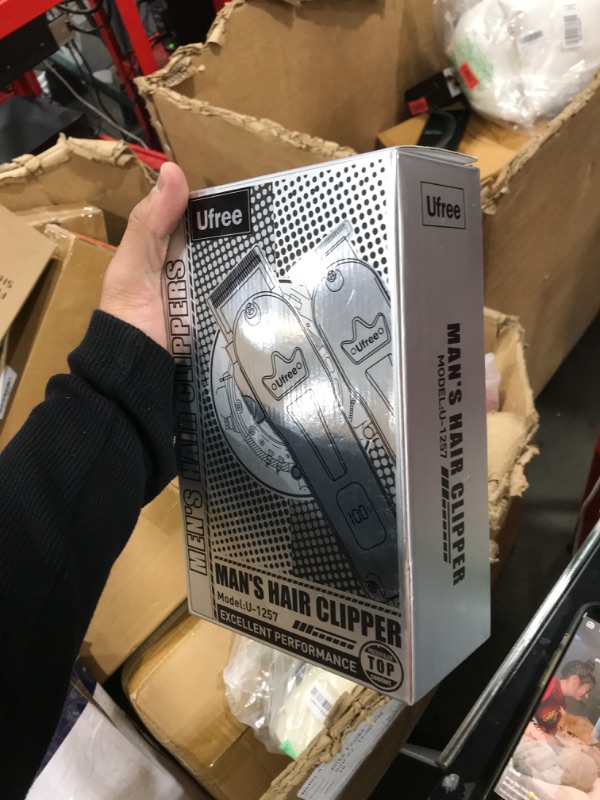 Ufree
MEN'S HAIR CLIPPERS
Ufree
Ufree
100
MAN'S HAIR CLIPPER
Model:U-1257
EXCELLENT PERFORMANCE
TOP
Ufree
MAN'S HAIR CLIPPER
MODEL:U-1257